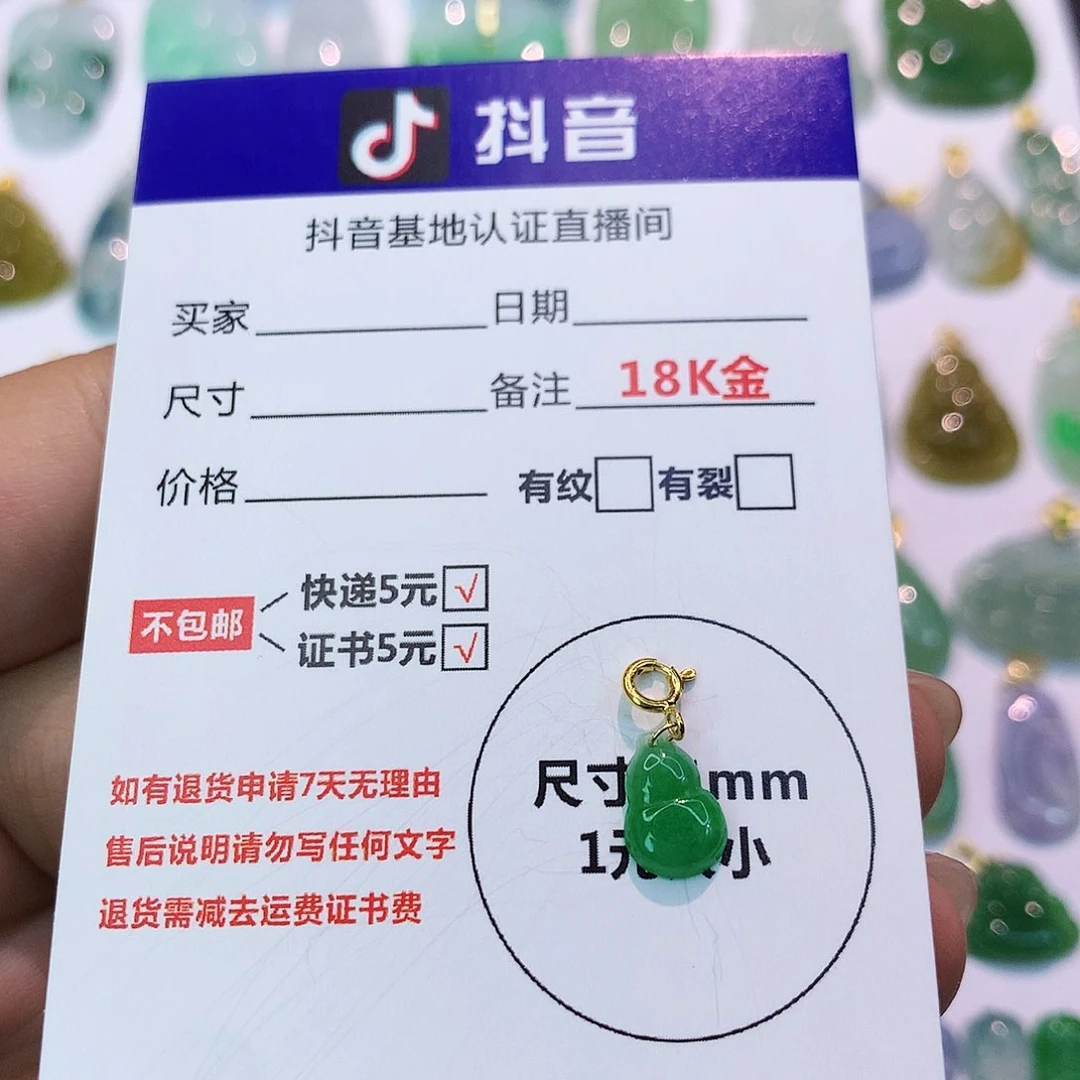 抖音
抖音基地认证直播间
买家 日期
尺寸 备注 18K金
价格 有纹 有裂
不包邮
快递5元 √
证书5元 √
如有退货申请7天无理由
售后说明请勿写任何文字
退货需减去运费证书费
尺寸 mm
1元 小